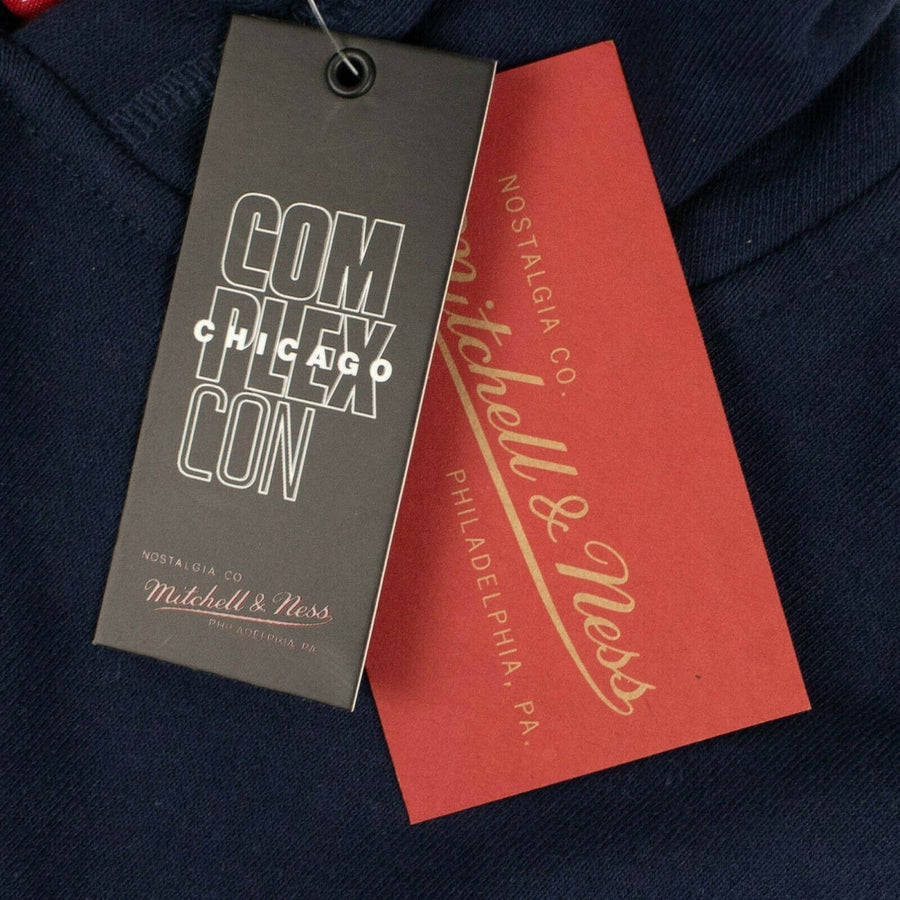 COM
PLEX
CHICAGO
CON
NOSTALGIA CO
Mitchell & Ness
PHILADELPHIA, PA.
NOSTALGIA CO.
Mitchell & Ness
PHILADELPHIA, PA.